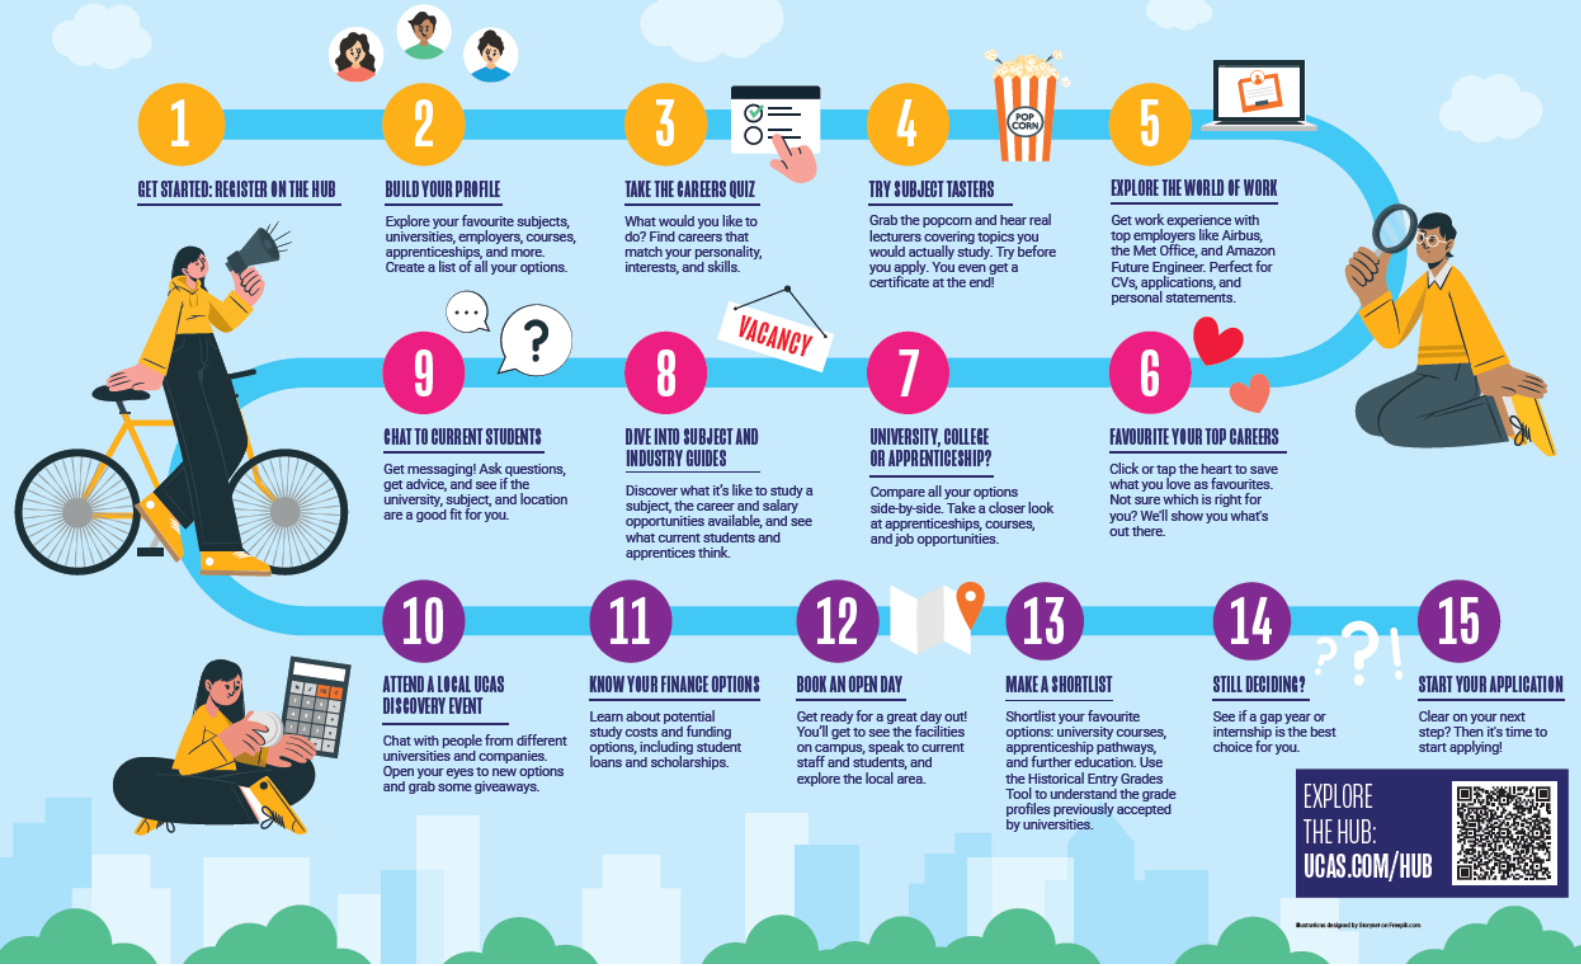 1
GET STARTED: REGISTER ON THE HUB
2
BUILD YOUR PROFILE
Explore your favourite subjects,
universities, employers, courses,
apprenticeships, and more.
Create a list of all your options.
3
TAKE THE CAREERS QUIZ
What would you like to
do? Find careers that
match your personality,
interests, and skills.
4
TRY SUBJECT TASTERS
Grab the popcorn and hear real
lecturers covering topics you
would actually study. Try before
you apply. You even get a
certificate at the end!
POP
CORN
5
EXPLORE THE WORLD OF WORK
Get work experience with
top employers like Airbus,
the Met Office, and Amazon
Future Engineer. Perfect for
CVs, applications, and
personal statements.
6
FAVOURITE YOUR TOP CAREERS
Click or tap the heart to save
what you love as favourites.
Not sure which is right for
you? We'll show you what's
out there.
7
UNIVERSITY, COLLEGE
OR APPRENTICESHIP?
Compare all your options
side-by-side. Take a closer look
at apprenticeships, courses,
and job opportunities.
VACANCY
8
DIVE INTO SUBJECT AND
INDUSTRY GUIDES
Discover what it's like to study a
subject, the career and salary
opportunities available, and see
what current students and
apprentices think.
?
9
CHAT TO CURRENT STUDENTS
Get messaging! Ask questions,
get advice, and see if the
university, subject, and location
are a good fit for you.
10
ATTEND A LOCAL UCAS
DISCOVERY EVENT
Chat with people from different
universities and companies.
Open your eyes to new options
and grab some giveaways.
11
KNOW YOUR FINANCE OPTIONS
Learn about potential
study costs and funding
options, including student
loans and scholarships.
12
BOOK AN OPEN DAY
Get ready for a great day out!
You'll get to see the facilities
on campus, speak to current
staff and students, and
explore the local area.
13
MAKE A SHORTLIST
Shortlist your favourite
options: university courses,
apprenticeship pathways,
and further education. Use
the Historical Entry Grades
Tool to understand the grade
profiles previously accepted
by universities.
14
STILL DECIDING?
See if a gap year or
internship is the best
choice for you.
??!
15
START YOUR APPLICATION
Clear on your next
step? Then it's time to
start applying!
EXPLORE
THE HUB:
UCAS.COM/HUB
Illustrations designed by Storyset on Freepik.com